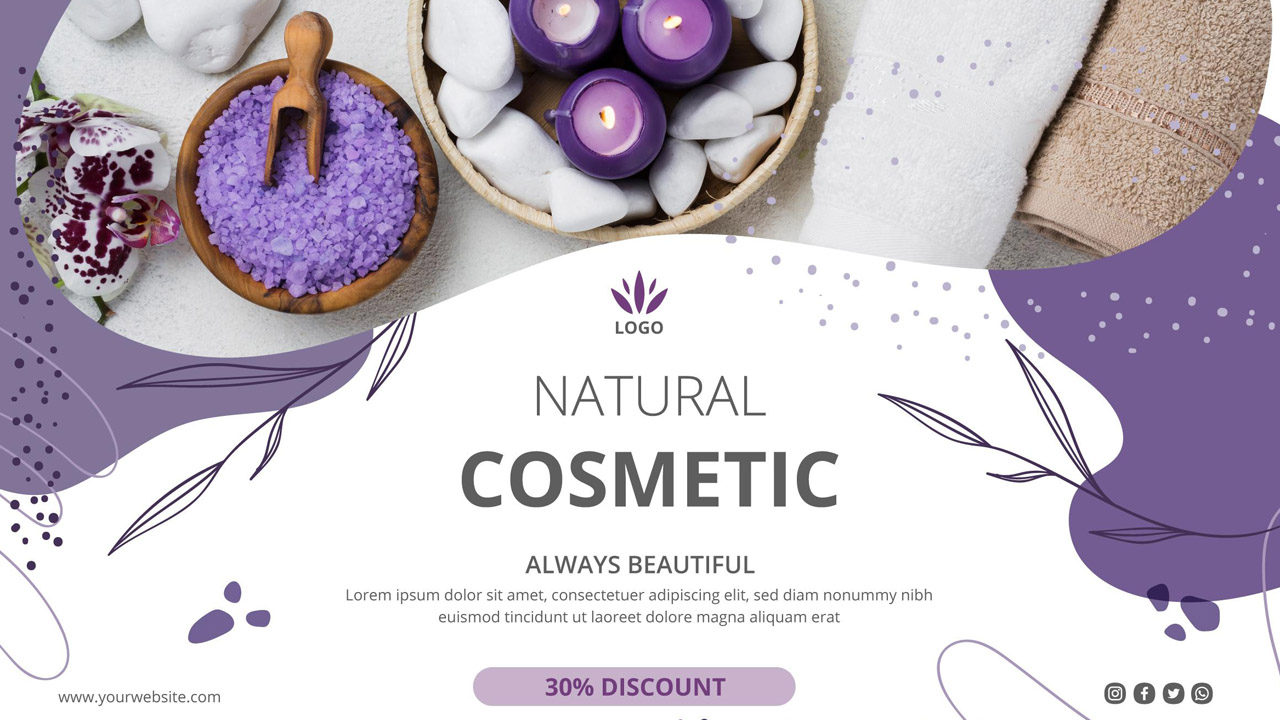 LOGO
NATURAL
COSMETIC
ALWAYS BEAUTIFUL
Lorem ipsum dolor sit amet, consectetuer adipiscing elit, sed diam nonummy nibh
euismod tincidunt ut laoreet dolore magna aliquam erat
30% DISCOUNT
www.yourwebsite.com